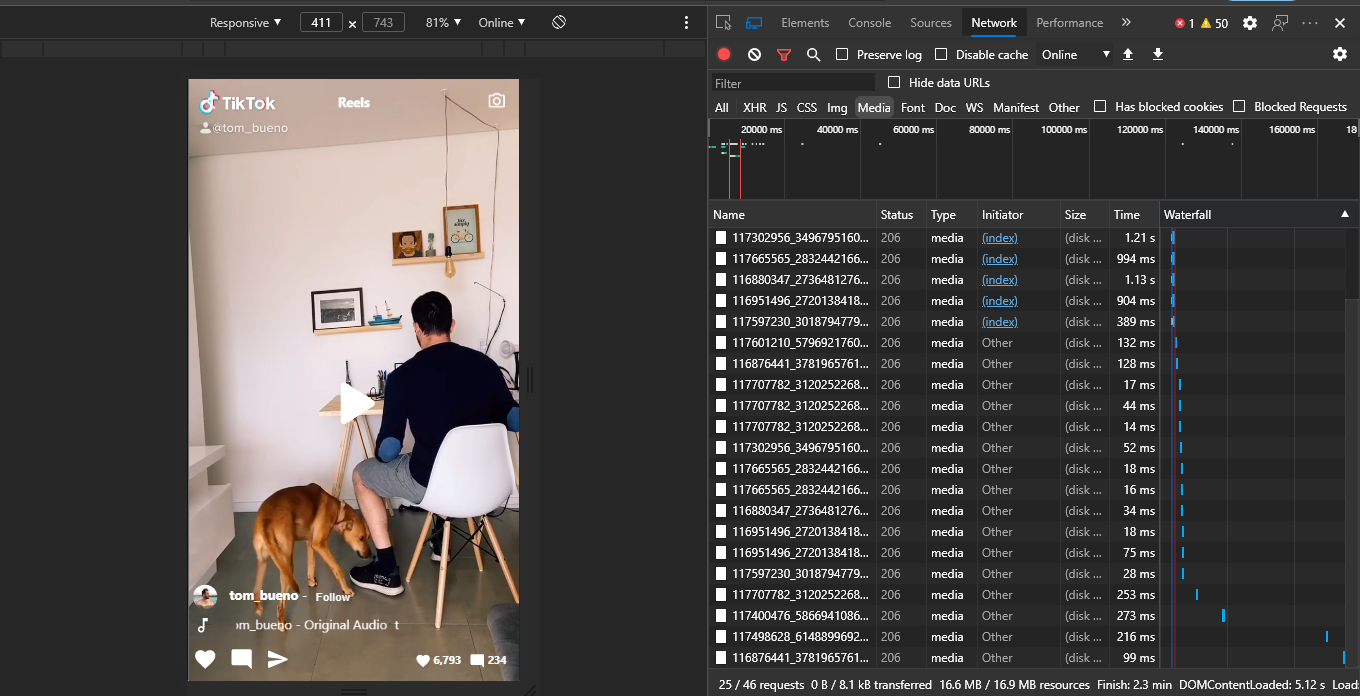 Responsive ▼ 411 × 743 81% ▼ Online ▼
Elements Console Sources Network Performance » 1 50
Preserve log Disable cache Online ▼
Filter Hide data URLs
All XHR JS CSS Img Media Font Doc WS Manifest Other Has blocked cookies Blocked Requests
20000 ms 40000 ms 60000 ms 80000 ms 100000 ms 120000 ms 140000 ms 160000 ms 18
Name Status Type Initiator Size Time Waterfall ▲
117302956_3496795160... 206 media (index) (disk ... 1.21 s
117665565_2832442166... 206 media (index) (disk ... 994 ms
116880347_2736481276... 206 media (index) (disk ... 1.13 s
116951496_2720138418... 206 media (index) (disk ... 904 ms
117597230_3018794779... 206 media (index) (disk ... 389 ms
117601210_5796921760... 206 media Other (disk ... 132 ms
116876441_3781965761... 206 media Other (disk ... 128 ms
117707782_3120252268... 206 media Other (disk ... 17 ms
117707782_3120252268... 206 media Other (disk ... 44 ms
117707782_3120252268... 206 media Other (disk ... 14 ms
117302956_3496795160... 206 media Other (disk ... 52 ms
117665565_2832442166... 206 media Other (disk ... 18 ms
117665565_2832442166... 206 media Other (disk ... 16 ms
116880347_2736481276... 206 media Other (disk ... 34 ms
116951496_2720138418... 206 media Other (disk ... 18 ms
116951496_2720138418... 206 media Other (disk ... 75 ms
117597230_3018794779... 206 media Other (disk ... 28 ms
117707782_3120252268... 206 media Other (disk ... 253 ms
117400476_5866941086... 206 media Other (disk ... 273 ms
117498628_6148899692... 206 media Other (disk ... 216 ms
116876441_3781965761... 206 media Other (disk ... 99 ms
25 / 46 requests 0 B / 8.1 kB transferred 16.6 MB / 16.9 MB resources Finish: 2.3 min DOMContentLoaded: 5.12 s Load:
TikTok Reels
@tom_bueno
tom_bueno - Follow
om_bueno - Original Audio t
6,793 234